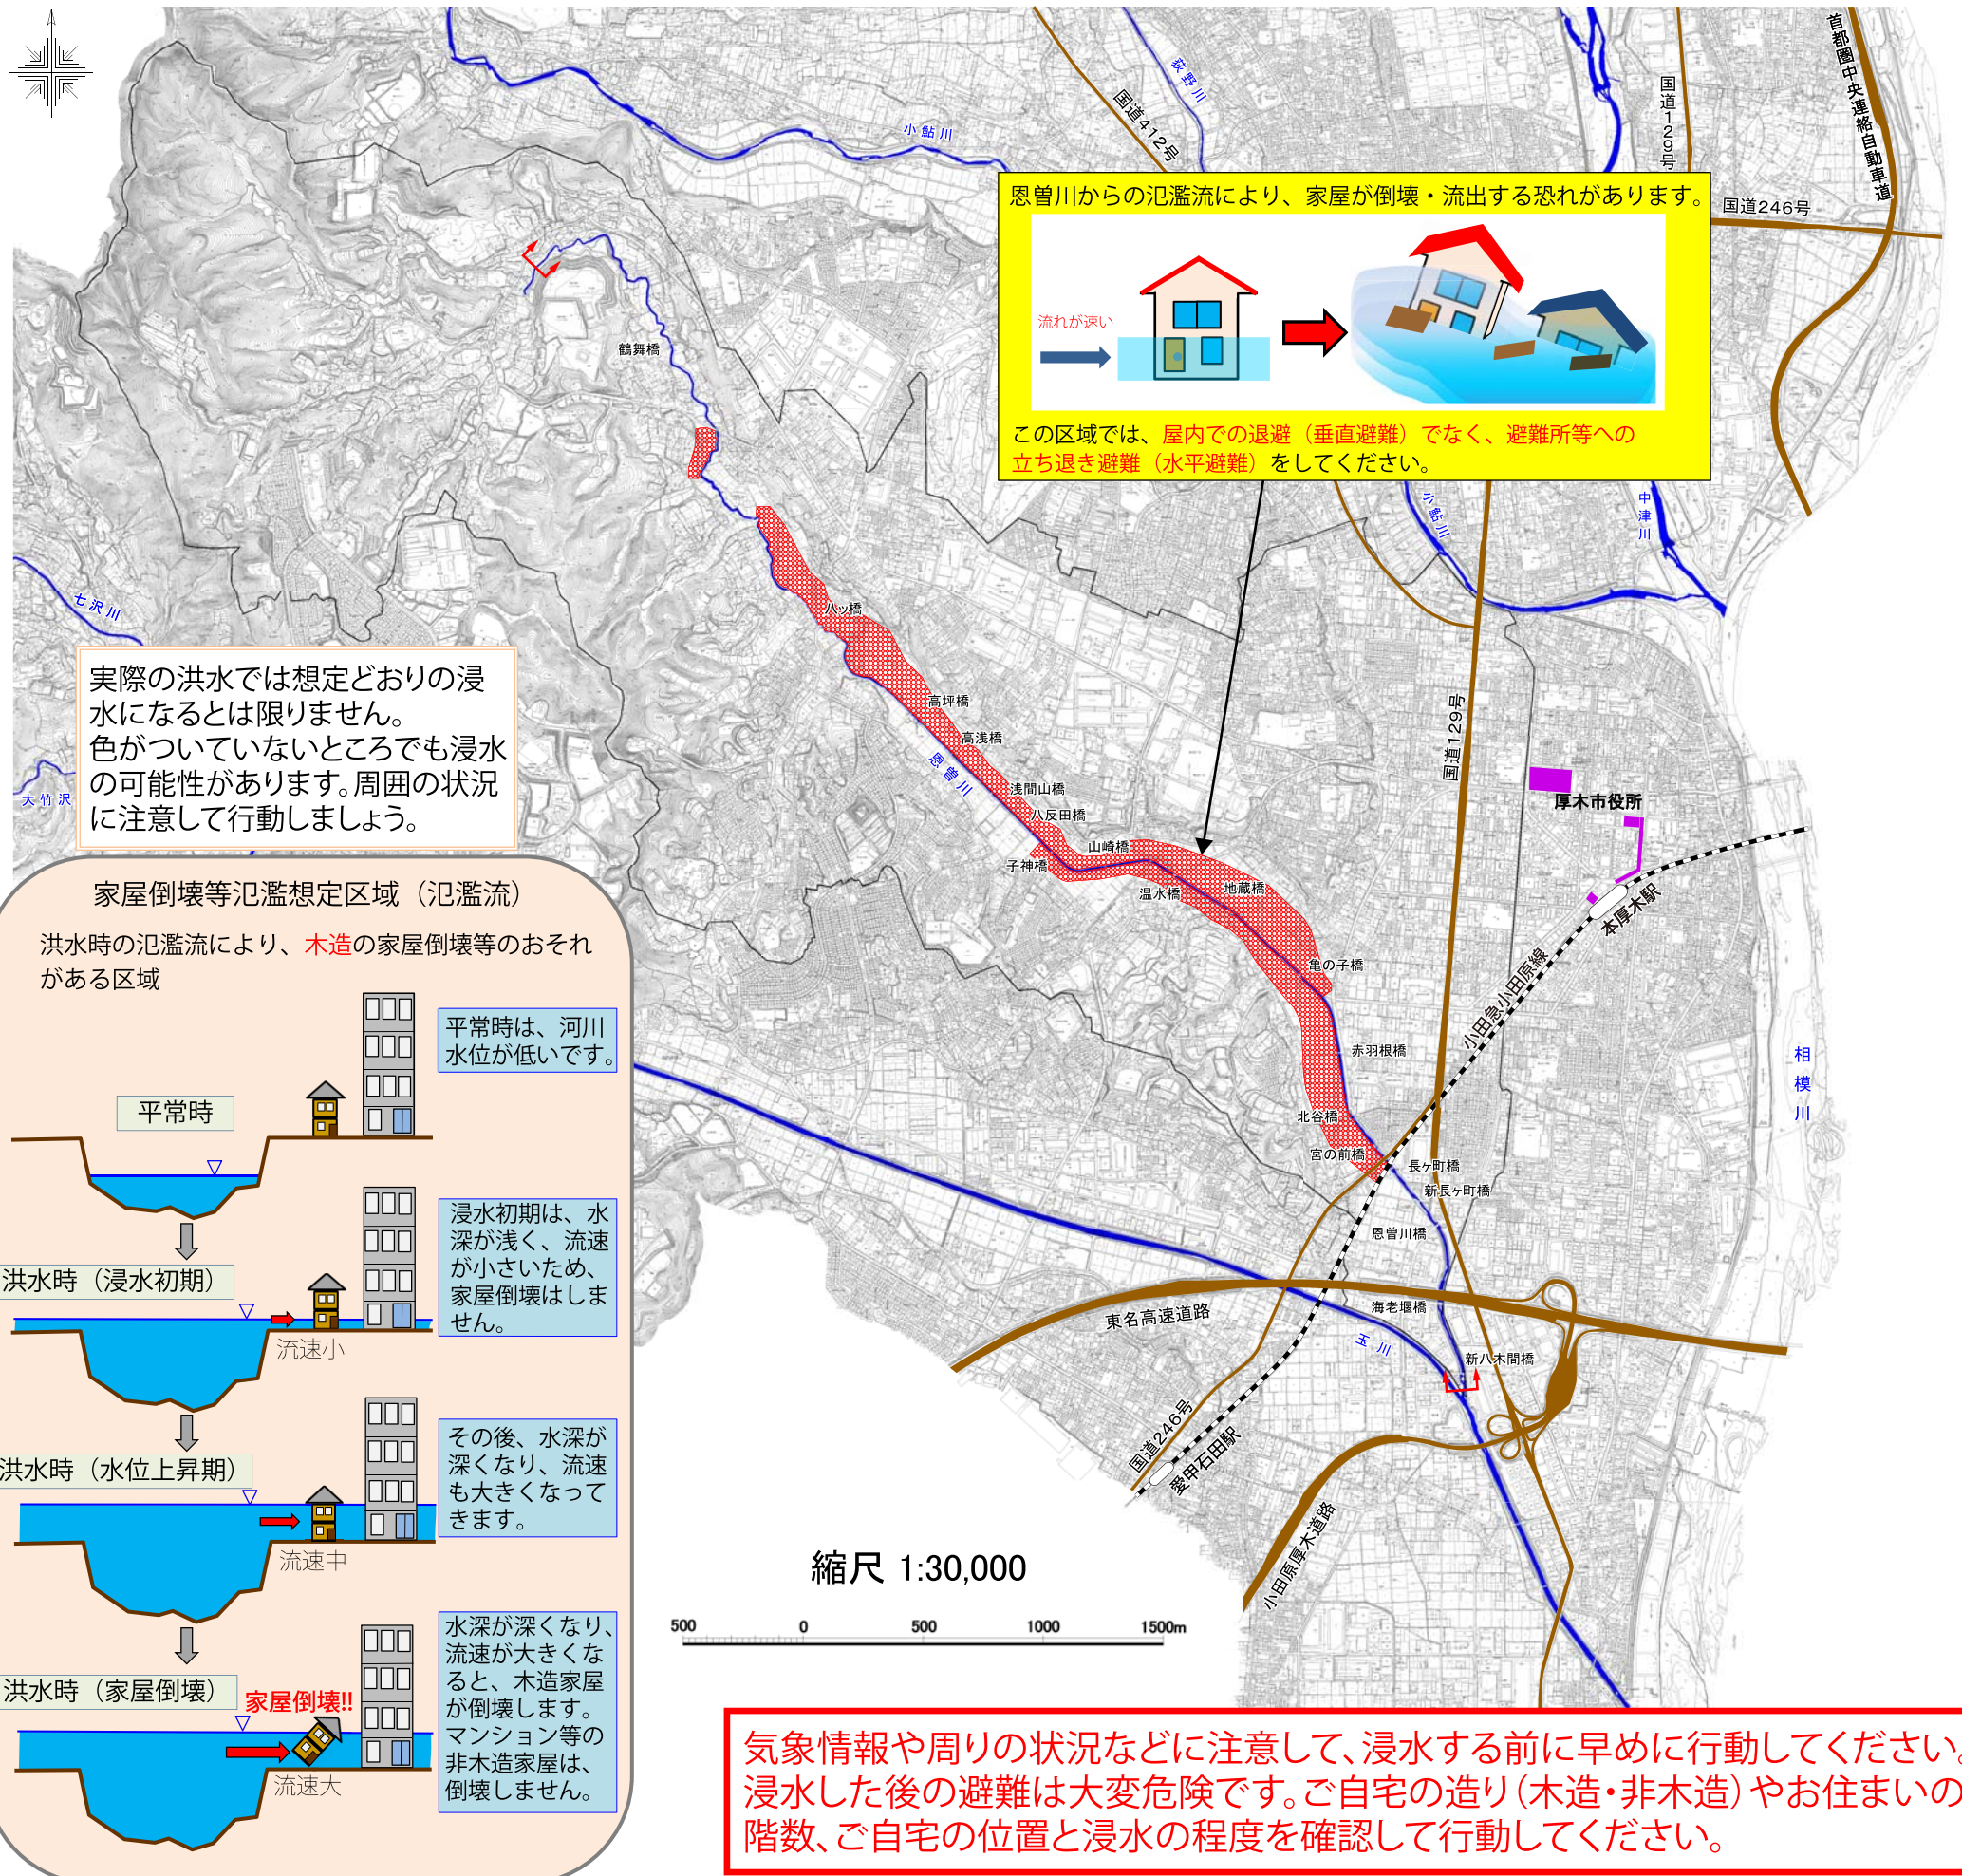 首都圏中央連絡自動車道
荻野川
国道412号
国道129号
小鮎川
恩曽川からの氾濫流により、家屋が倒壊・流出する恐れがあります。
国道246号
流れが速い
この区域では、屋内での退避（垂直避難）でなく、避難所等への
立ち退き避難（水平避難）をしてください。
鶴舞橋
小鮎川
中津川
七沢川
八ッ橋
実際の洪水では想定どおりの浸
水になるとは限りません。
色がついていないところでも浸水
の可能性があります。周囲の状況
に注意して行動しましょう。
大竹沢
高坪橋
高浅橋
恩曽川
浅間山橋
八反田橋
子神橋
山崎橋
温水橋
地蔵橋
亀の子橋
赤羽根橋
北谷橋
宮の前橋
長ヶ町橋
新長ヶ町橋
恩曽川橋
海老堰橋
新八木間橋
国道129号
厚木市役所
本厚木駅
小田急小田原線
相模川
東名高速道路
玉川
国道246号
愛甲石田駅
小田原厚木道路
家屋倒壊等氾濫想定区域（氾濫流）
洪水時の氾濫流により、木造の家屋倒壊等のおそれ
がある区域
平常時は、河川
水位が低いです。
平常時
浸水初期は、水
深が浅く、流速
が小さいため、
家屋倒壊はしま
せん。
洪水時（浸水初期）
流速小
その後、水深が
深くなり、流速
も大きくなって
きます。
洪水時（水位上昇期）
流速中
水深が深くなり、
流速が大きくな
ると、木造家屋
が倒壊します。
マンション等の
非木造家屋は、
倒壊しません。
洪水時（家屋倒壊）
家屋倒壊!!
流速大
縮尺 1:30,000
500 0 500 1000 1500m
気象情報や周りの状況などに注意して、浸水する前に早めに行動してください。
浸水した後の避難は大変危険です。ご自宅の造り（木造・非木造）やお住まいの
階数、ご自宅の位置と浸水の程度を確認して行動してください。